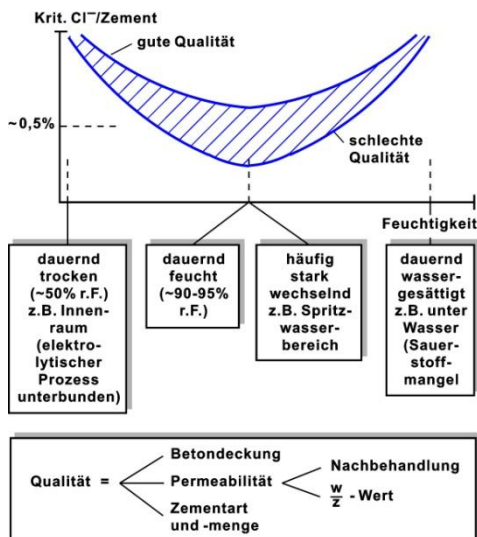 Krit. Cl⁻/Zement
gute Qualität
~0,5%
schlechte
Qualität
Feuchtigkeit
dauernd
trocken
(~50% r.F.)
z.B. Innen-
raum
(elektro-
lytischer
Prozess
unterbunden)
dauernd
feucht
(~90-95%
r.F.)
häufig
stark
wechselnd
z.B. Spritz-
wasser-
bereich
dauernd
wasser-
gesättigt
z.B. unter
Wasser
(Sauer-
stoff-
mangel
Qualität =
Betondeckung
Permeabilität
Zementart
und -menge
Nachbehandlung
w/z - Wert